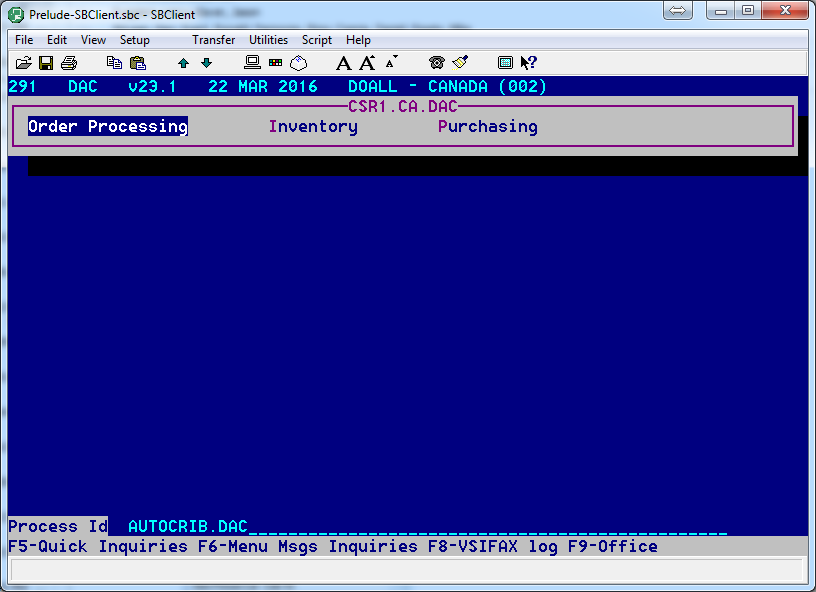 Prelude-SBClient.sbc - SBClient
File Edit View Setup Transfer Utilities Script Help
291 DAC v23.1 22 MAR 2016 DOALL - CANADA (002)
CSR1.CA.DAC
Order Processing Inventory Purchasing
Process Id AUTOCRIB.DAC
F5-Quick Inquiries F6-Menu Msgs Inquiries F8-VSIFAX log F9-Office